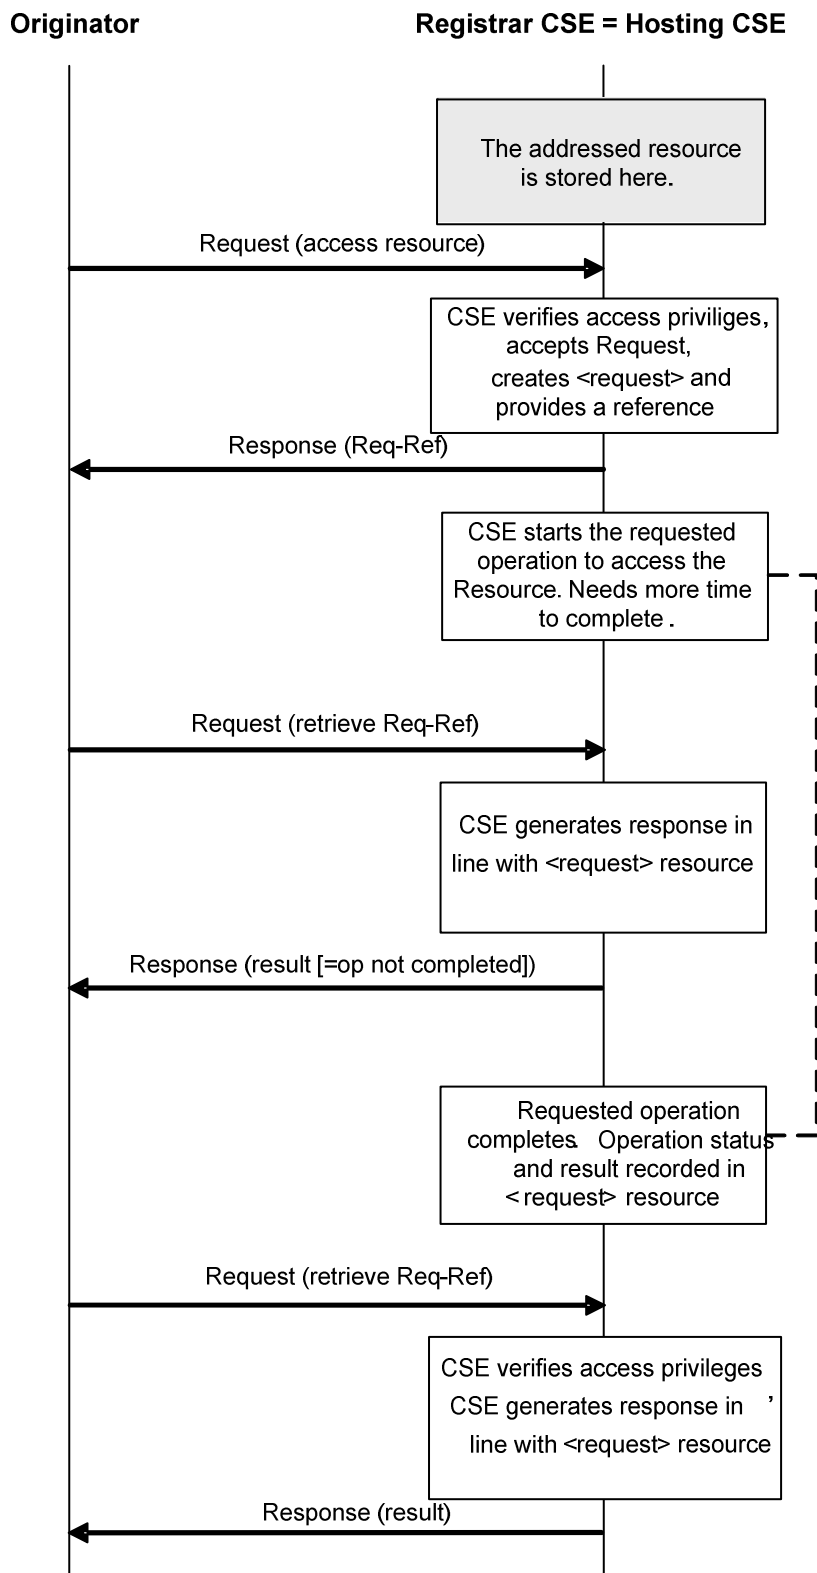 Originator
Registrar CSE = Hosting CSE
The addressed resource
is stored here.
Request (access resource)
CSE verifies access priviliges,
accepts Request,
creates <request> and
provides a reference
Response (Req-Ref)
CSE starts the requested
operation to access the
Resource. Needs more time
to complete .
Request (retrieve Req-Ref)
CSE generates response in
line with <request> resource
Response (result [=op not completed])
Requested operation
completes. Operation status
and result recorded in
< request> resource
Request (retrieve Req-Ref)
CSE verifies access privileges
CSE generates response in ,
line with <request> resource
Response (result)